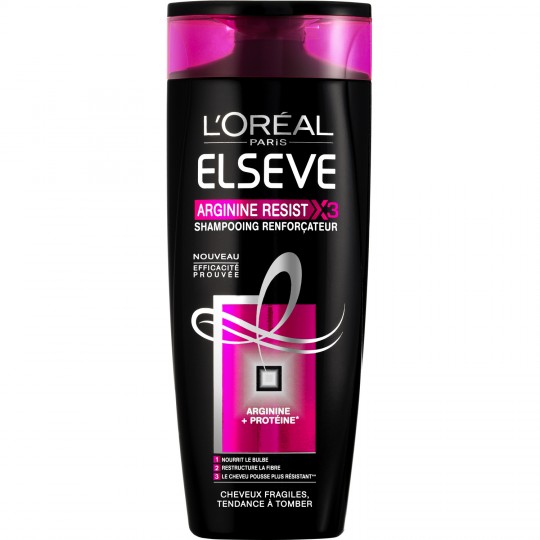 L'ORÉAL
PARIS
ELSEVE
ARGININE RESIST X3
SHAMPOOING RENFORÇATEUR
NOUVEAU
EFFICACITÉ
PROUVÉE
ARGININE
+ PROTÉINE*
1 NOURRIT LE BULBE
2 RESTRUCTURE LA FIBRE
3 LE CHEVEU POUSSE PLUS RÉSISTANT**
CHEVEUX FRAGILES,
TENDANCE À TOMBER